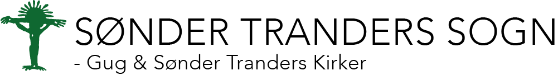 SØNDER TRANDERS SOGN
- Gug & Sønder Tranders Kirker